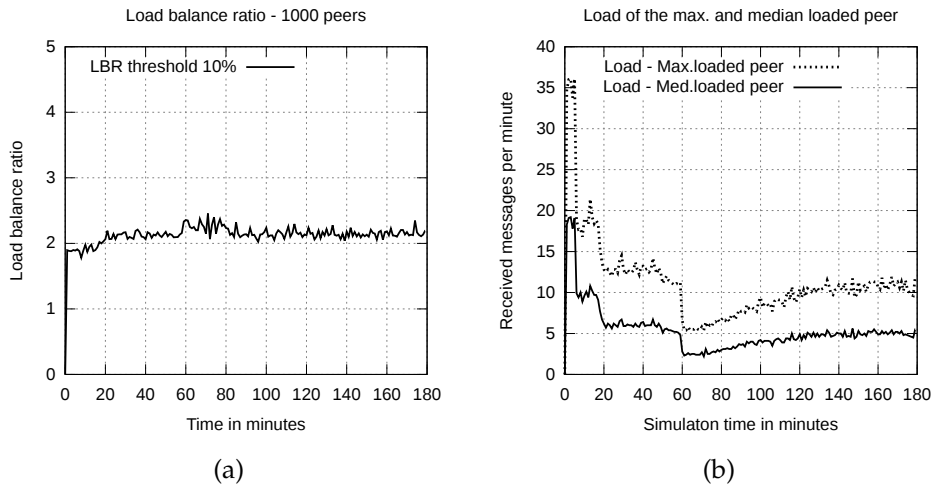 Load balance ratio - 1000 peers
5
4
3
2
1
0
LBR threshold 10%
Load balance ratio
0 20 40 60 80 100 120 140 160 180
Time in minutes
(a)
Load of the max. and median loaded peer
40
35
30
25
20
15
10
5
0
Load - Max.loaded peer
Load - Med.loaded peer
Received messages per minute
0 20 40 60 80 100 120 140 160 180
Simulaton time in minutes
(b)